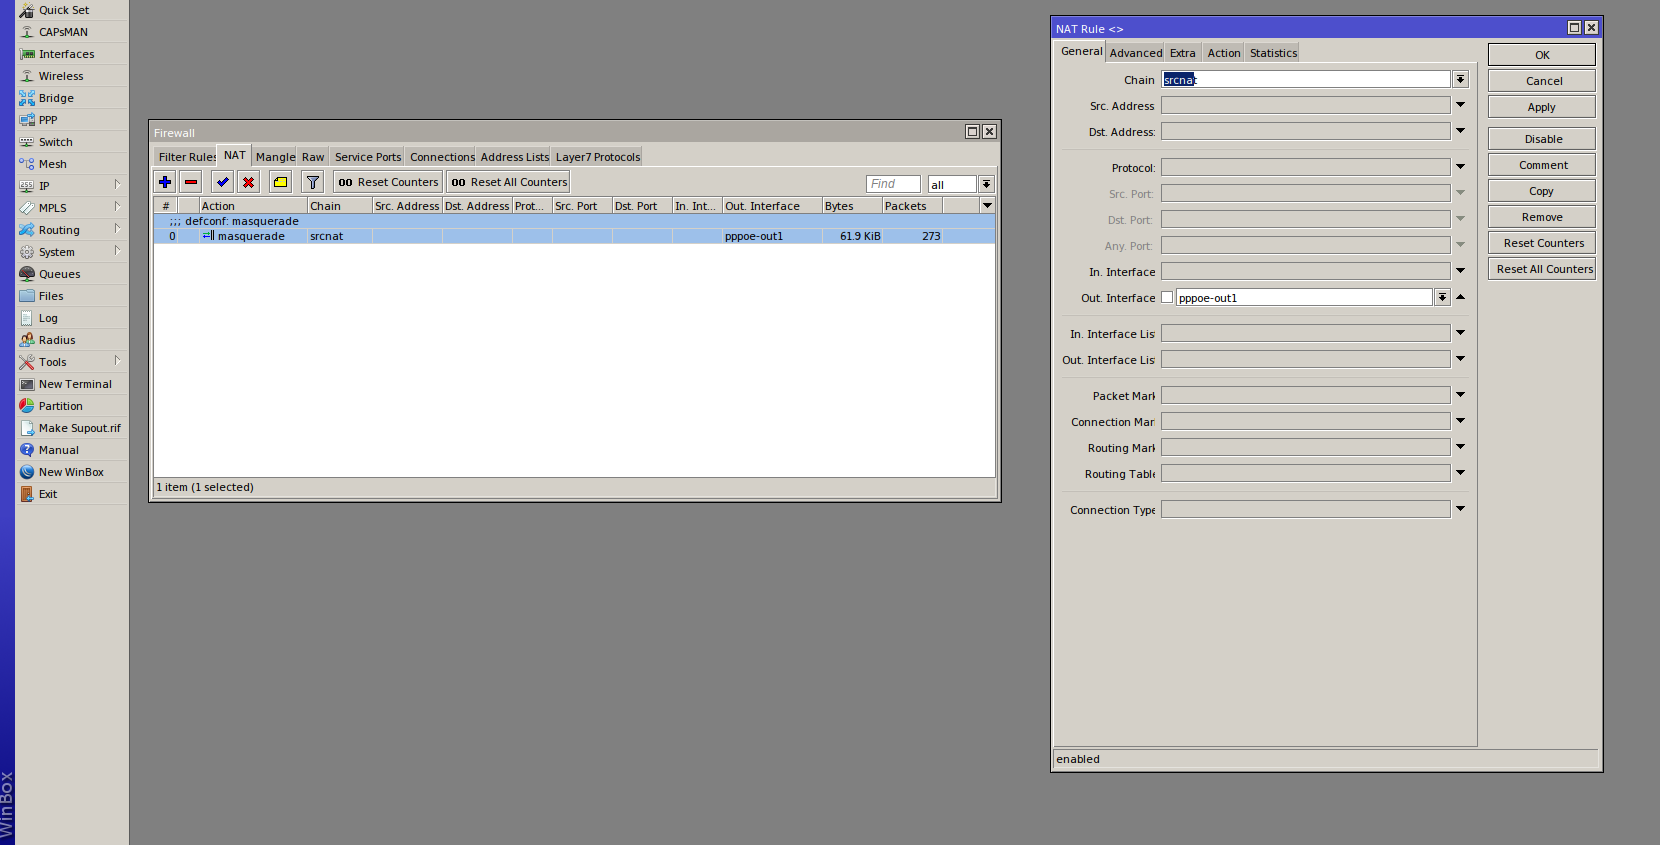 Quick Set
CAPsMAN
Interfaces
Wireless
Bridge
PPP
Switch
Mesh
IP
MPLS
Routing
System
Queues
Files
Log
Radius
Tools
New Terminal
Partition
Make Supout.rif
Manual
New WinBox
Exit
WinBox
Firewall
Filter Rules NAT Mangle Raw Service Ports Connections Address Lists Layer7 Protocols
00 Reset Counters 00 Reset All Counters Find all
# Action Chain Src. Address Dst. Address Prot... Src. Port Dst. Port In. Int... Out. Interface Bytes Packets
;;; defconf: masquerade
0 masquerade srcnat pppoe-out1 61.9 KiB 273
1 item (1 selected)
NAT Rule <>
General Advanced Extra Action Statistics
Chain srcnat
Src. Address
Dst. Address:
Protocol:
Src. Port:
Dst. Port:
Any. Port:
In. Interface
Out. Interface pppoe-out1
In. Interface Lis
Out. Interface Lis
Packet Mark
Connection Mar
Routing Mark
Routing Table
Connection Type
enabled
OK
Cancel
Apply
Disable
Comment
Copy
Remove
Reset Counters
Reset All Counters